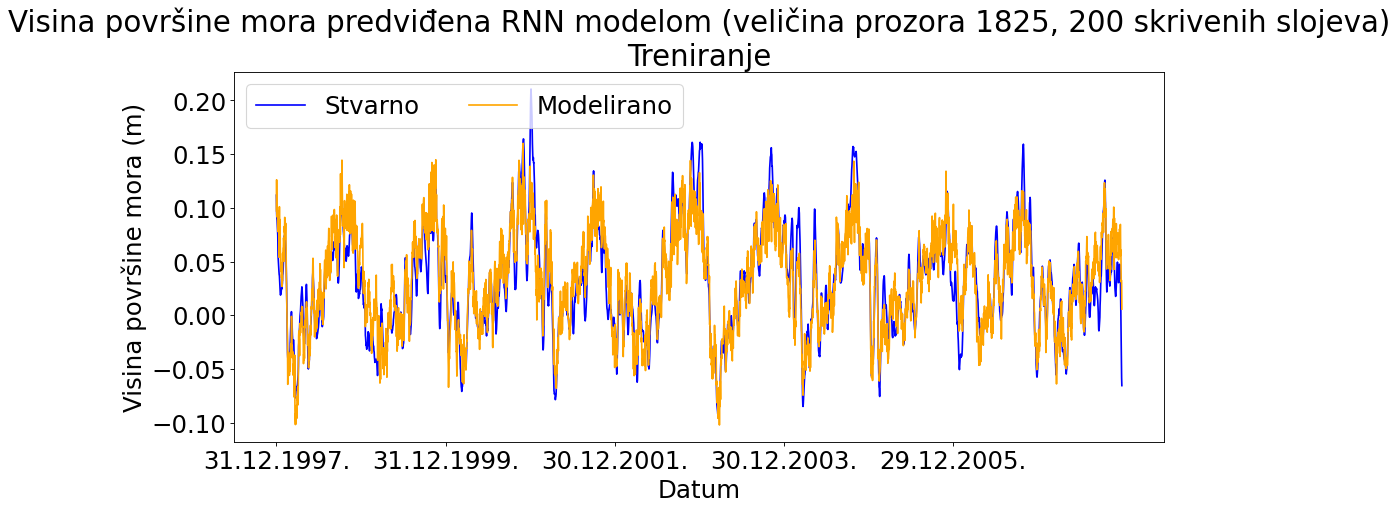 Visina površine mora predviđena RNN modelom (veličina prozora 1825, 200 skrivenih slojeva)
Treniranje
Stvarno
Modelirano
Visina površine mora (m)
0.20
0.15
0.10
0.05
0.00
−0.05
−0.10
31.12.1997. 31.12.1999. 30.12.2001. 30.12.2003. 29.12.2005.
Datum